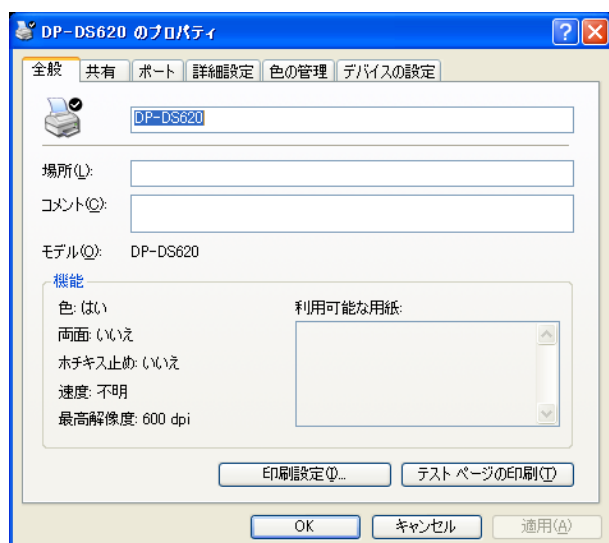 DP-DS620 のプロパティ
全般 共有 ポート 詳細設定 色の管理 デバイスの設定
DP-DS620
場所(L):
コメント(C):
モデル(O): DP-DS620
機能
色: はい 利用可能な用紙:
両面: いいえ
ホチキス止め: いいえ
速度: 不明
最高解像度: 600 dpi
印刷設定(I)... テスト ページの印刷(T)
OK キャンセル 適用(A)